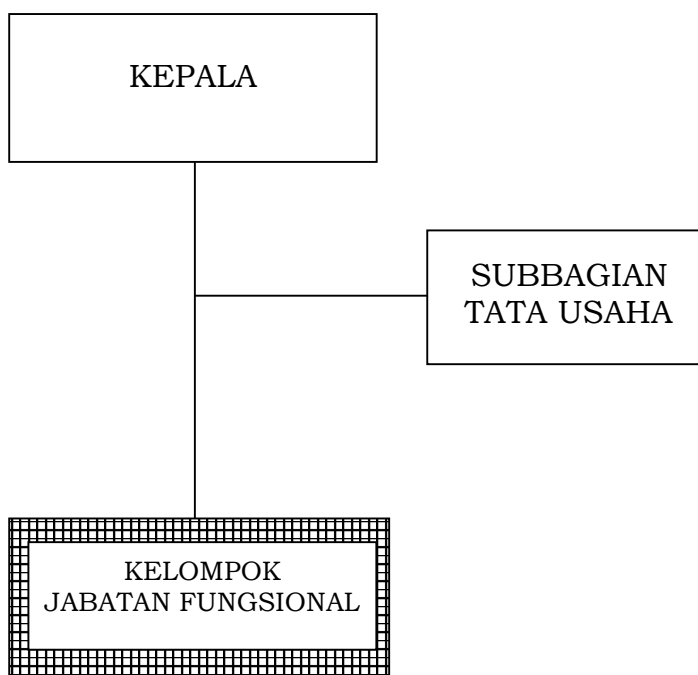 KEPALA
SUBBAGIAN
TATA USAHA
KELOMPOK
JABATAN FUNGSIONAL